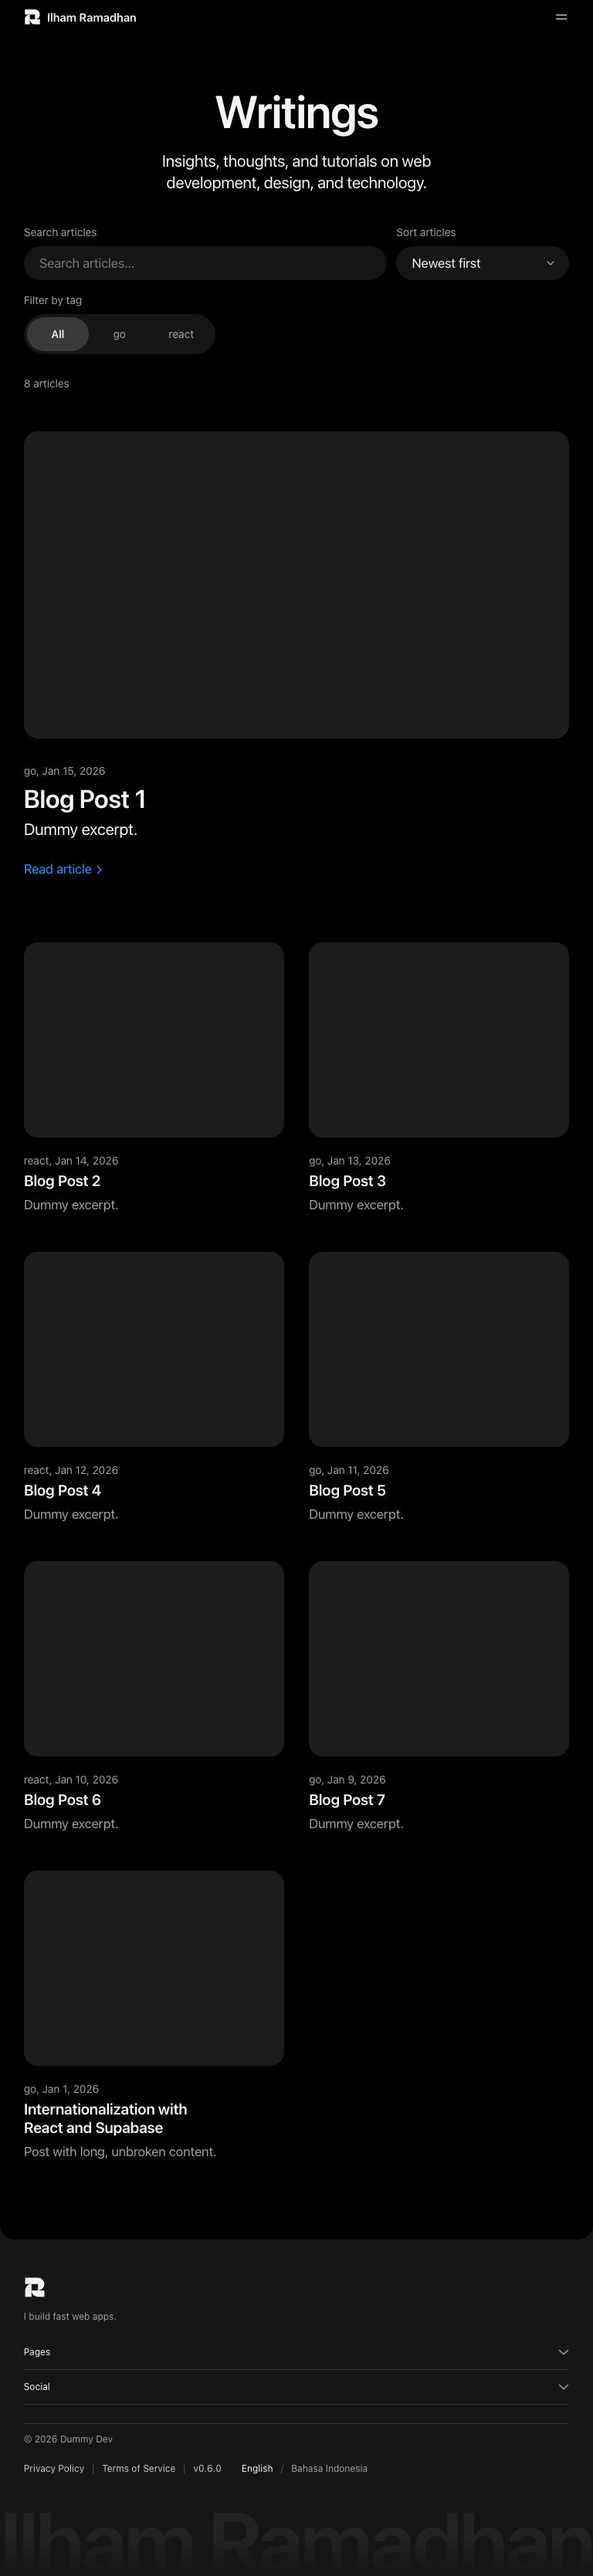 Ilham Ramadhan
Writings
Insights, thoughts, and tutorials on web
development, design, and technology.
Search articles
Sort articles
Search articles...
Newest first
Filter by tag
All
go
react
8 articles
go, Jan 15, 2026
Blog Post 1
Dummy excerpt.
Read article
react, Jan 14, 2026
Blog Post 2
Dummy excerpt.
go, Jan 13, 2026
Blog Post 3
Dummy excerpt.
react, Jan 12, 2026
Blog Post 4
Dummy excerpt.
go, Jan 11, 2026
Blog Post 5
Dummy excerpt.
react, Jan 10, 2026
Blog Post 6
Dummy excerpt.
go, Jan 9, 2026
Blog Post 7
Dummy excerpt.
go, Jan 1, 2026
Internationalization with
React and Supabase
Post with long, unbroken content.
I build fast web apps.
Pages
Social
© 2026 Dummy Dev
Privacy Policy | Terms of Service | v0.6.0 English / Bahasa Indonesia
Ilham Ramadhan